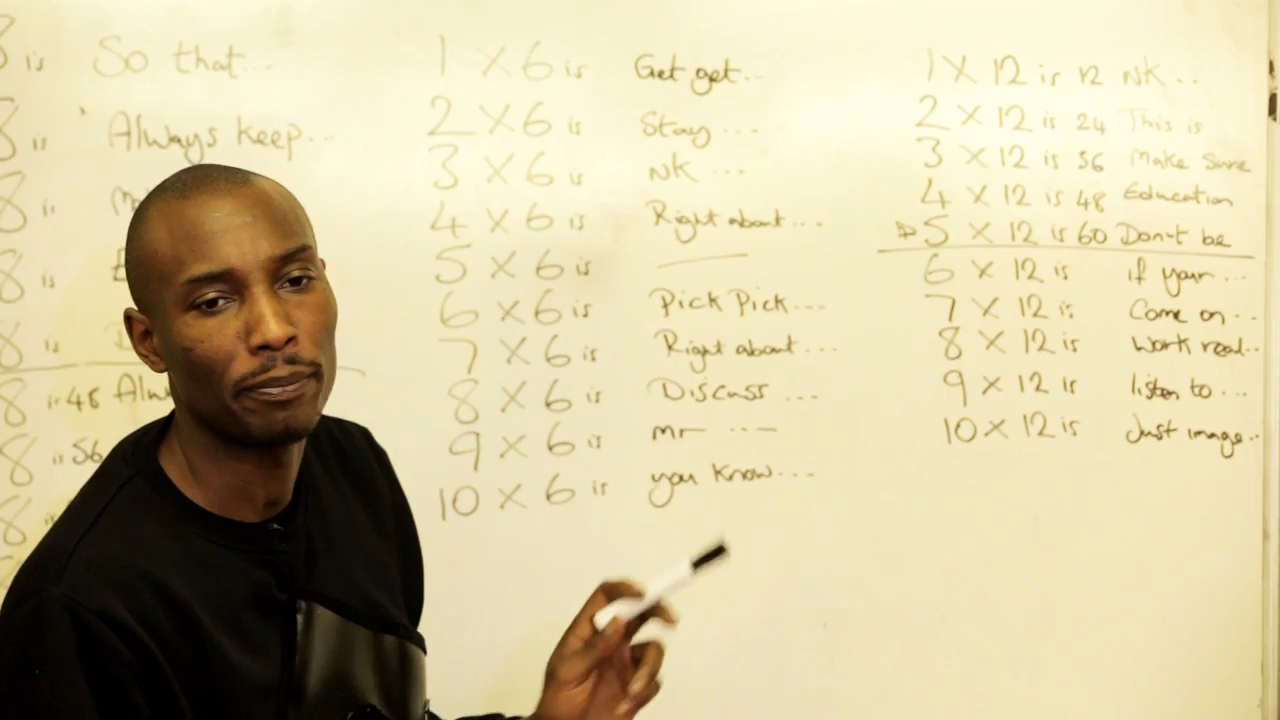 8 is So that...
8 is Always keep...
8 is
8 is
8 is
8 is 48
8 is 56
8
1 X 6 is Get get...
2 X 6 is Stay ...
3 X 6 is NK ...
4 X 6 is Right about ...
5 X 6 is
6 X 6 is Pick Pick....
7 X 6 is Right about ...
8 X 6 is Discuss ...
9 X 6 is mr ---
10 X 6 is you know....
1 X 12 is 12 NK ...
2 X 12 is 24 This is
3 X 12 is 36 Make Sure
4 X 12 is 48 Education
5 X 12 is 60 Don't be
6 X 12 is if your ...
7 X 12 is Come on ..
8 X 12 is work read..
9 X 12 is listen to ...
10 X 12 is Just image..